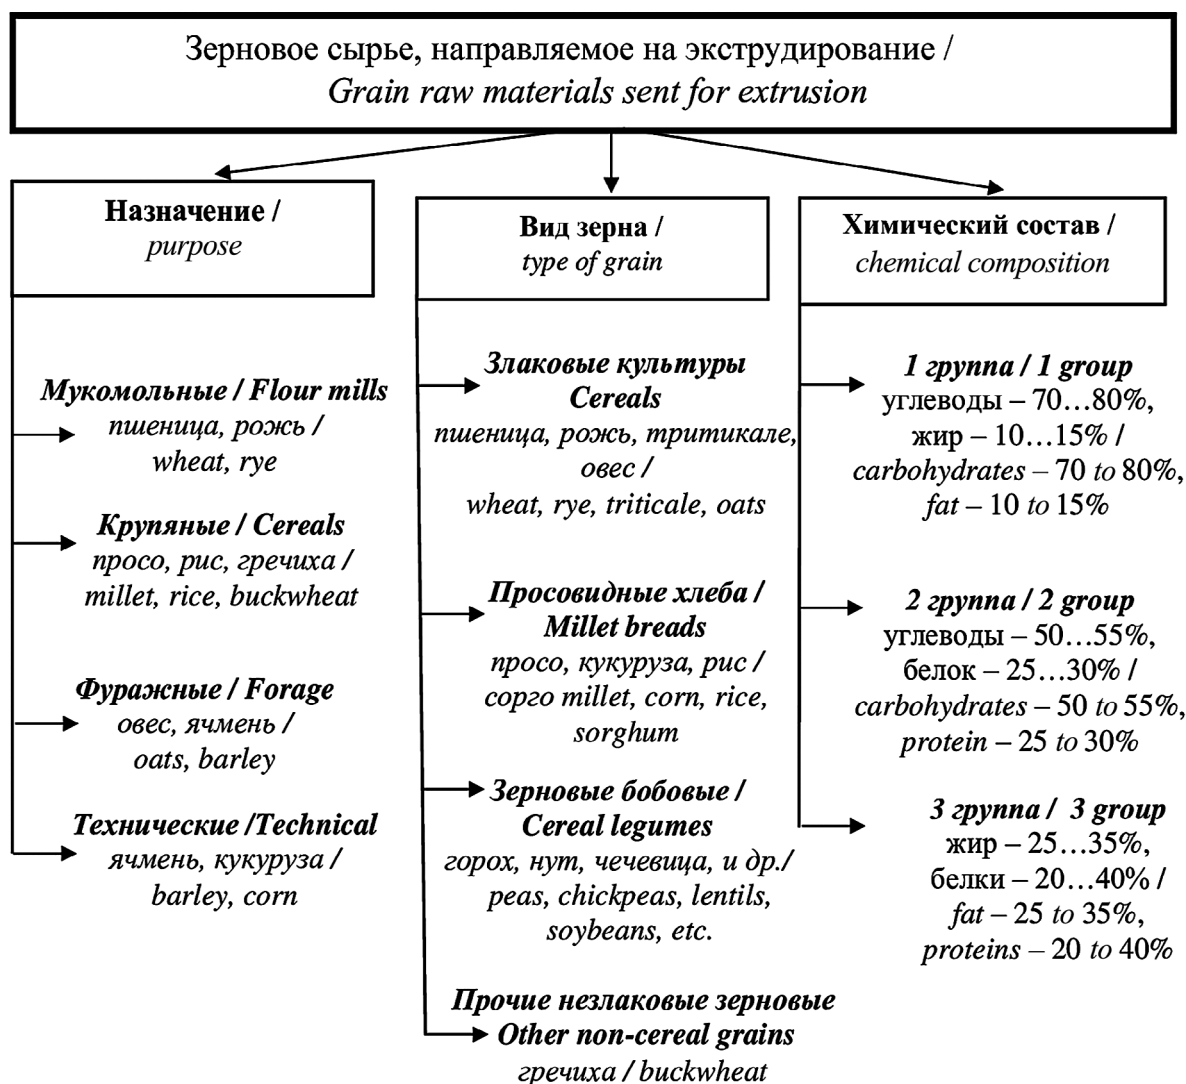 Зерновое сырье, направляемое на экструдирование /
Grain raw materials sent for extrusion
Назначение /
purpose
Мукомольные / Flour mills
пшеница, рожь /
wheat, rye
Крупяные / Cereals
просо, рис, гречиха /
millet, rice, buckwheat
Фуражные / Forage
овес, ячмень /
oats, barley
Технические /Technical
ячмень, кукуруза /
barley, corn
Вид зерна /
type of grain
Злаковые культуры
Cereals
пшеница, рожь, тритикале,
овес /
wheat, rye, triticale, oats
Просовидные хлеба /
Millet breads
просо, кукуруза, рис /
сорго millet, corn, rice,
sorghum
Зерновые бобовые /
Cereal legumes
горох, нут, чечевица, и др./
peas, chickpeas, lentils,
soybeans, etc.
Прочие незлаковые зерновые
Other non-cereal grains
гречиха / buckwheat
Химический состав /
chemical composition
1 группа / 1 group
углеводы – 70…80%,
жир – 10…15% /
carbohydrates – 70 to 80%,
fat – 10 to 15%
2 группа / 2 group
углеводы – 50…55%,
белок – 25…30% /
carbohydrates – 50 to 55%,
protein – 25 to 30%
3 группа / 3 group
жир – 25…35%,
белки – 20…40% /
fat – 25 to 35%,
proteins – 20 to 40%